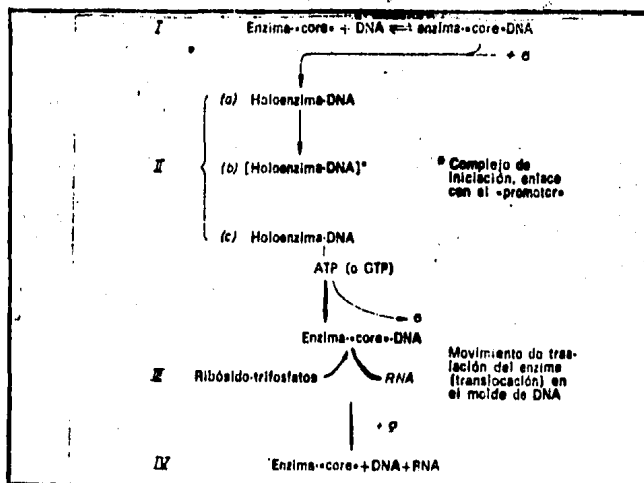 I Enzima-«core» + DNA ⇌ enzima-«core»DNA
+ σ
(a) Holoenzima-DNA
II (b) [Holoenzima-DNA]*
* Complejo de
iniciación, enlace
con el «promotor»
(c) Holoenzima-DNA
ATP (o GTP)
σ
Enzima-«core»-DNA
III Ribósido-trifosfatos RNA
Movimiento de tras-
lación del enzima
(translocación) en
el molde de DNA
+ ρ
IV Enzima-«core»+DNA+RNA